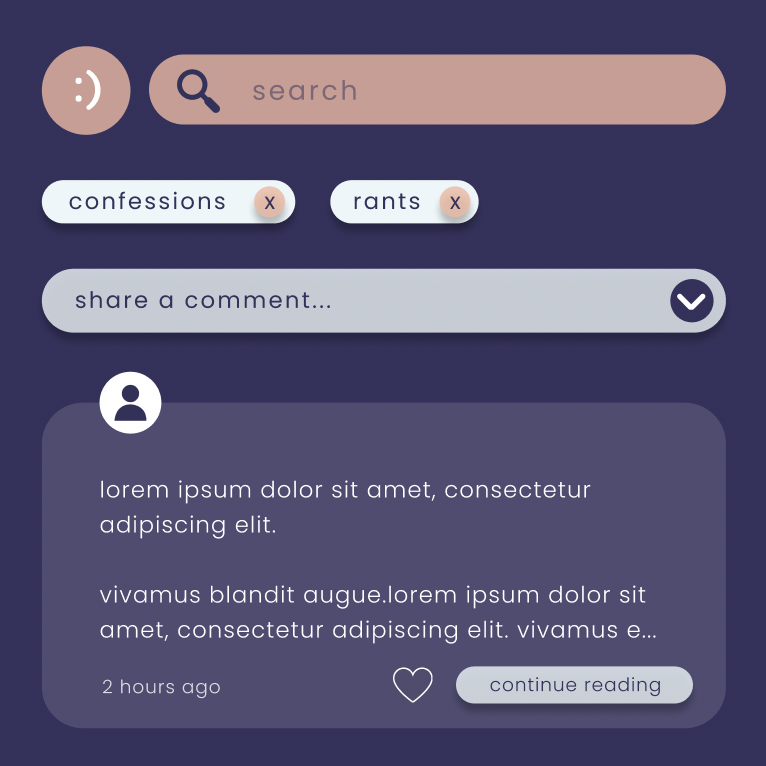 :)
search
confessions x
rants x
share a comment...
lorem ipsum dolor sit amet, consectetur
adipiscing elit.
vivamus blandit augue.lorem ipsum dolor sit
amet, consectetur adipiscing elit. vivamus e...
2 hours ago
continue reading